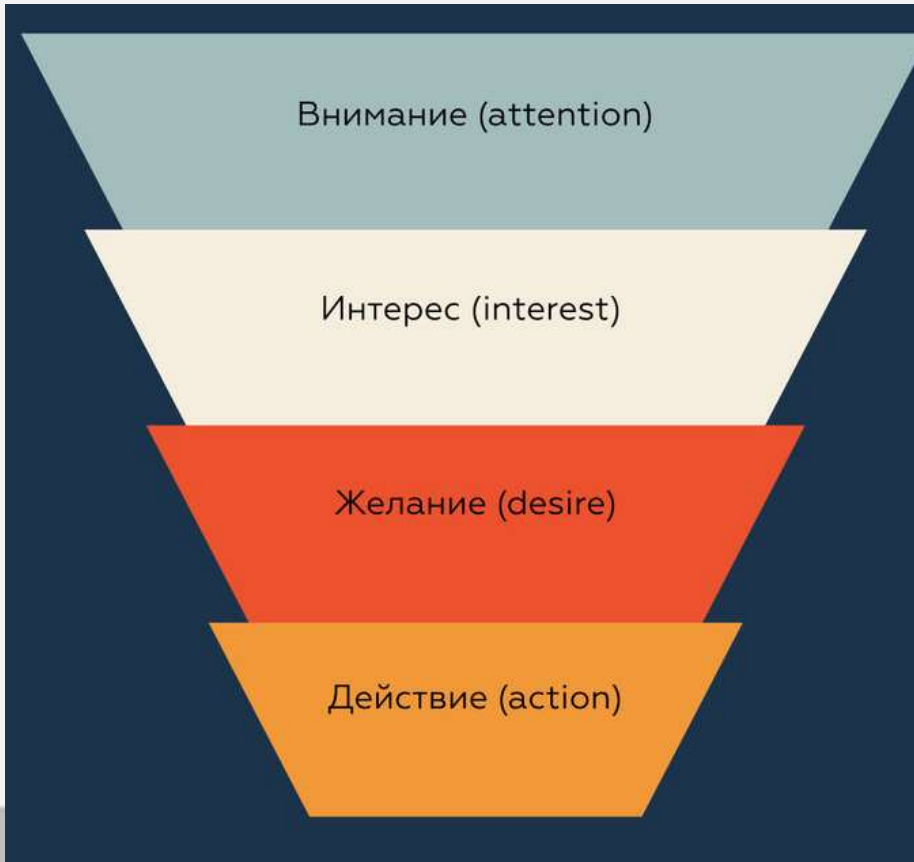 Внимание (attention)
Интерес (interest)
Желание (desire)
Действие (action)